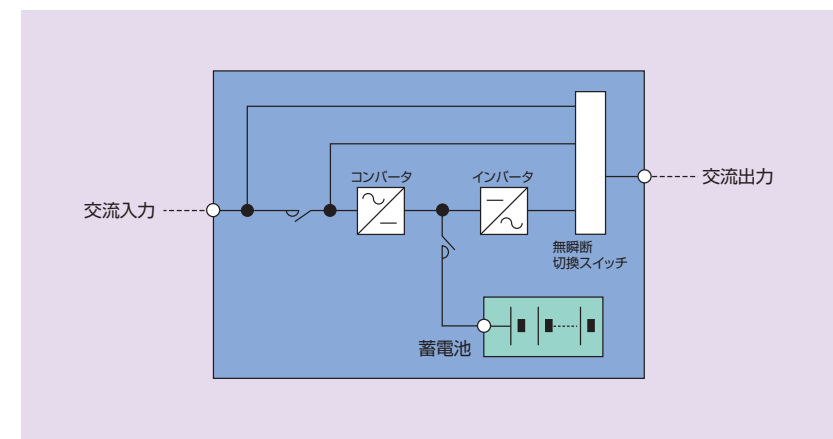 コンバータ
インバータ
交流入力
交流出力
無瞬断
切換スイッチ
蓄電池